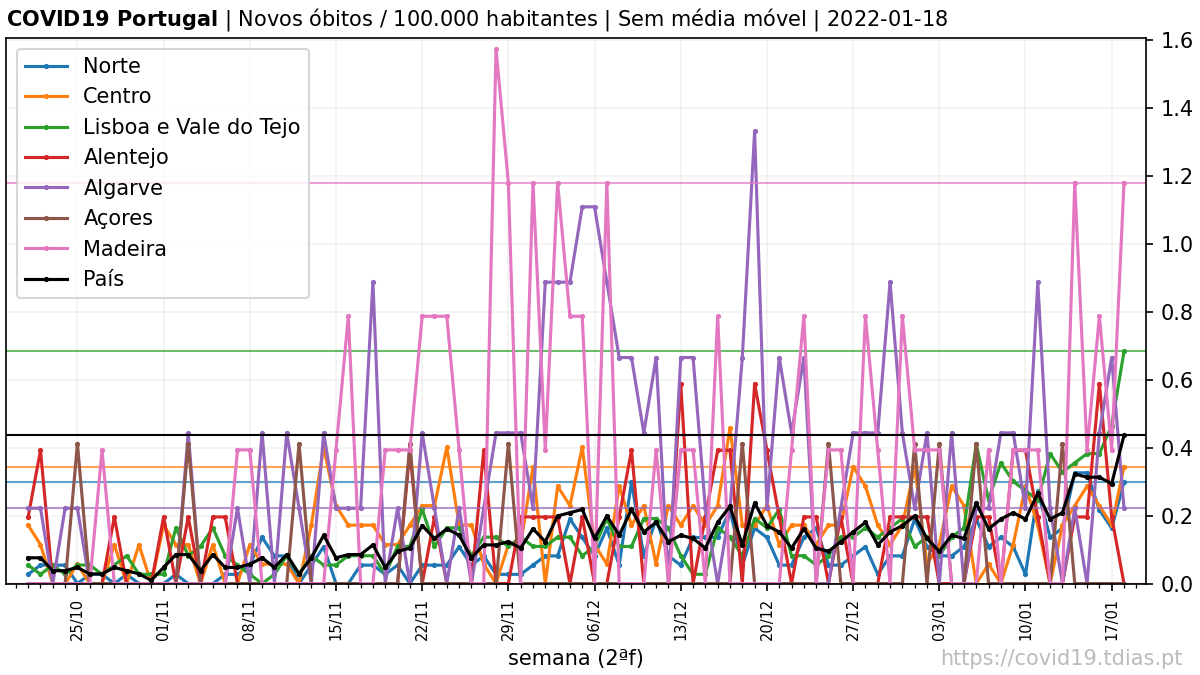 COVID19 Portugal | Novos óbitos / 100.000 habitantes | Sem média móvel | 2022-01-18
Norte
Centro
Lisboa e Vale do Tejo
Alentejo
Algarve
Açores
Madeira
País
1.6
1.4
1.2
1.0
0.8
0.6
0.4
0.2
0.0
25/10 01/11 08/11 15/11 22/11 29/11 06/12 13/12 20/12 27/12 03/01 10/01 17/01
semana (2ªf)
https://covid19.tdias.pt